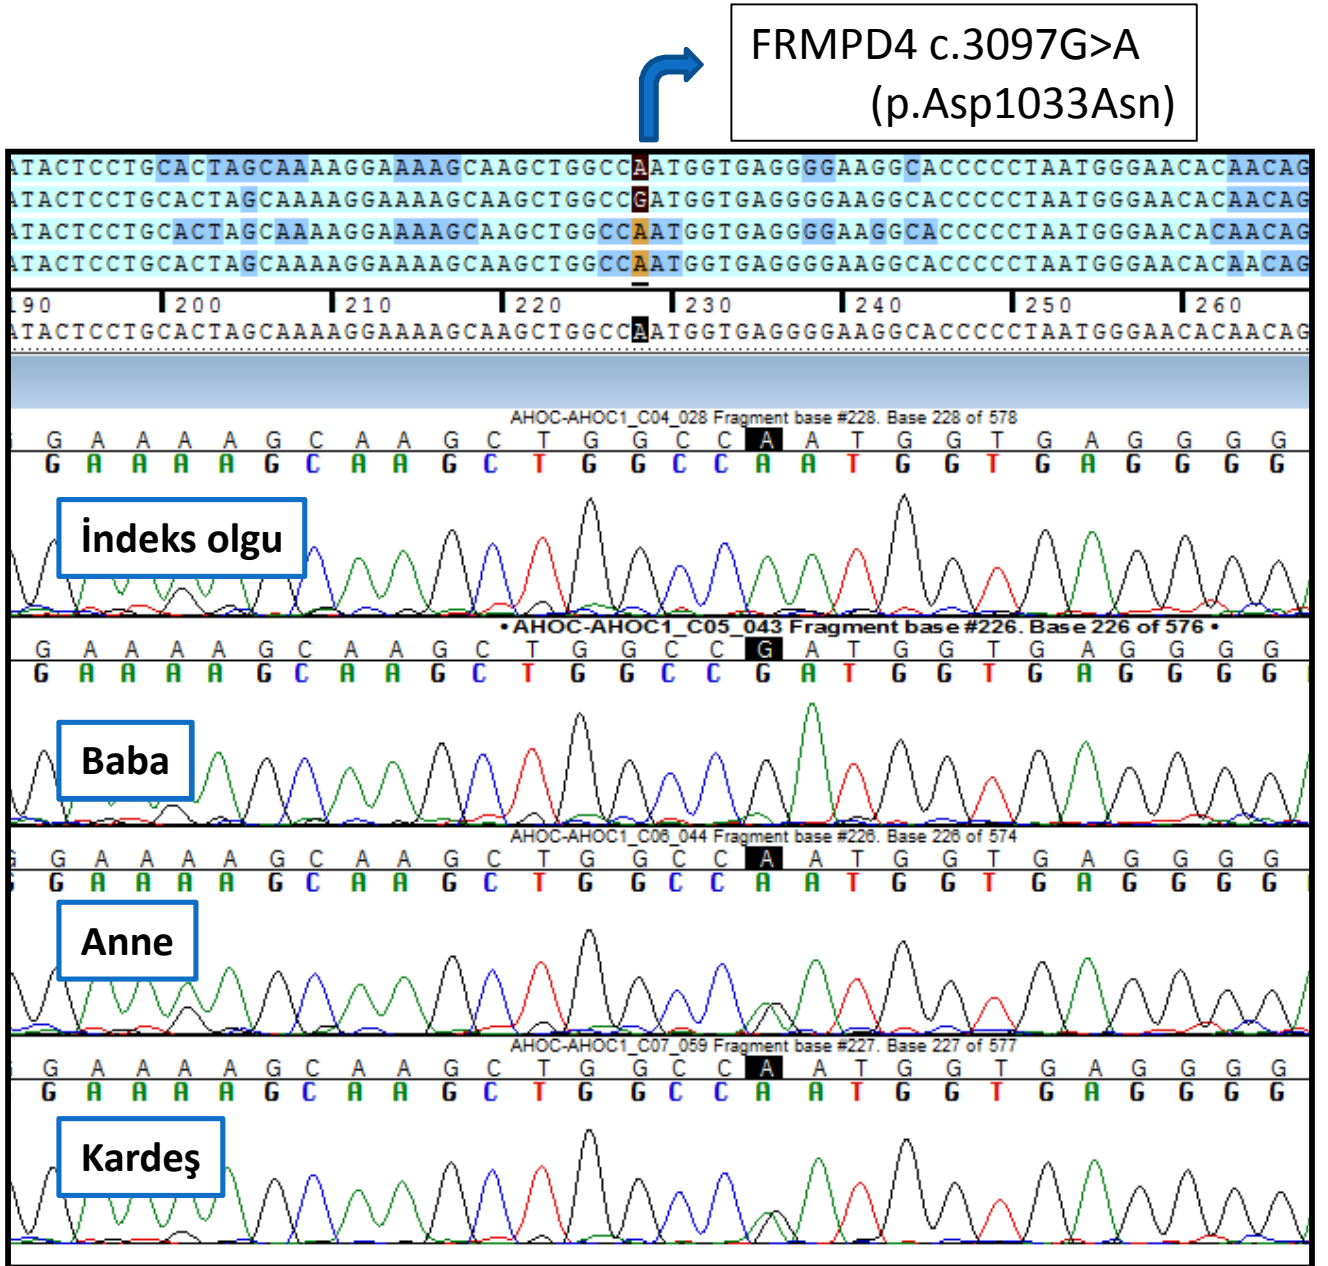 FRMPD4 c.3097G>A
(p.Asp1033Asn)
ATACTCCTGCACTAGCAAAAGGAAAAGCAAGCTGGCCAATGGTGAGGGGAAGGCACCCCCTAATGGGAACACAACAG
ATACTCCTGCACTAGCAAAAGGAAAAGCAAGCTGGCCGATGGTGAGGGGAAGGCACCCCCTAATGGGAACACAACAG
ATACTCCTGCACTAGCAAAAGGAAAAGCAAGCTGGCCAATGGTGAGGGGAAGGCACCCCCTAATGGGAACACAACAG
ATACTCCTGCACTAGCAAAAGGAAAAGCAAGCTGGCCAATGGTGAGGGGAAGGCACCCCCTAATGGGAACACAACAG
190 200 210 220 230 240 250 260
ATACTCCTGCACTAGCAAAAGGAAAAGCAAGCTGGCCAATGGTGAGGGGAAGGCACCCCCTAATGGGAACACAACAG
AHOC-AHOC1_C04_028 Fragment base #228. Base 228 of 578
G G A A A A G C A A G C T G G C C A A T G G T G A G G G G
G A A A A G C A A G C T G G C C A A T G G T G A G G G G
İndeks olgu
• AHOC-AHOC1_C05_043 Fragment base #226. Base 226 of 576 •
G A A A A G C A A G C T G G C C G A T G G T G A G G G G
G A A A A G C A A G C T G G C C G A T G G T G A G G G G
Baba
AHOC-AHOC1_C06_044 Fragment base #226. Base 226 of 574
G G A A A A G C A A G C T G G C C A A T G G T G A G G G G
G G A A A A G C A A G C T G G C C A A T G G T G A G G G G
Anne
AHOC-AHOC1_C07_059 Fragment base #227. Base 227 of 577
G G A A A A G C A A G C T G G C C A A T G G T G A G G G G
G A A A A G C A A G C T G G C C A A T G G T G A G G G G
Kardeş